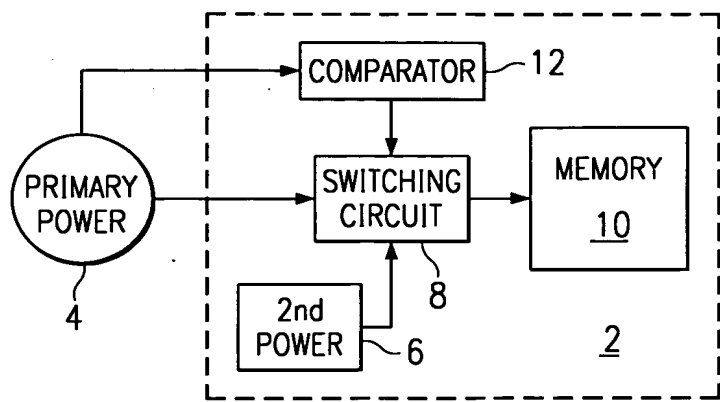 COMPARATOR
12
PRIMARY
POWER
4
SWITCHING
CIRCUIT
8
MEMORY
10
2nd
POWER
6
2